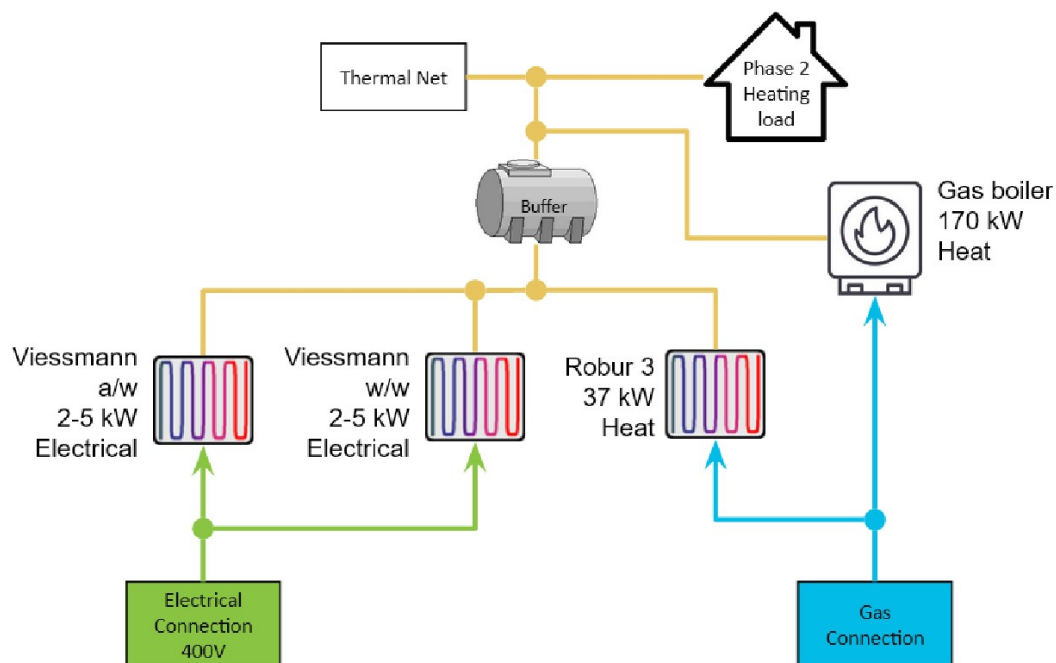 Thermal Net
Phase 2
Heating
load
Buffer
Gas boiler
170 kW
Heat
Viessmann
a/w
2-5 kW
Electrical
Viessmann
w/w
2-5 kW
Electrical
Robur 3
37 kW
Heat
Electrical
Connection
400V
Gas
Connection